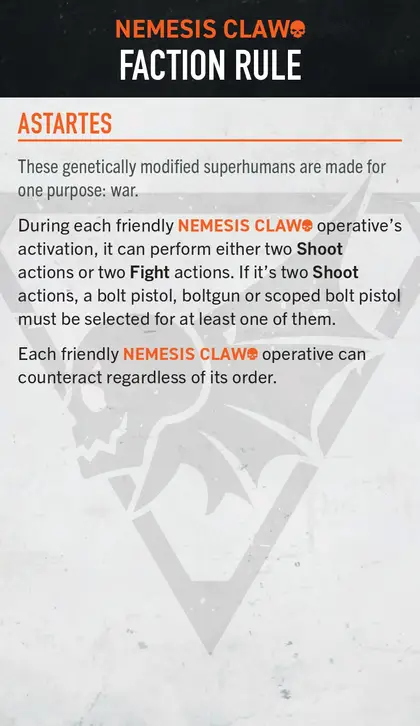 NEMESIS CLAW
FACTION RULE
ASTARTES
These genetically modified superhumans are made for
one purpose: war.
During each friendly NEMESIS CLAW operative’s
activation, it can perform either two Shoot
actions or two Fight actions. If it’s two Shoot
actions, a bolt pistol, boltgun or scoped bolt pistol
must be selected for at least one of them.
Each friendly NEMESIS CLAW operative can
counteract regardless of its order.